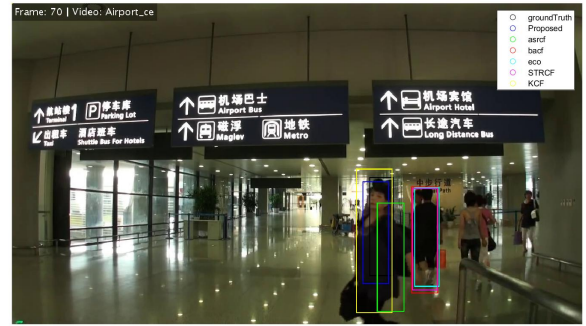 Frame: 70 | Video: Airport_ce
groundTruth
Proposed
asrcf
bacf
eco
STRCF
KCF
航站楼1
Terminal
P 停车库
Parking Lot
出租车
Taxi
酒店班车
Shuttle Bus For Hotels
机场巴士
Airport Bus
磁浮
Maglev
地铁
Metro
机场宾馆
Airport Hotel
长途汽车
Long Distance Bus